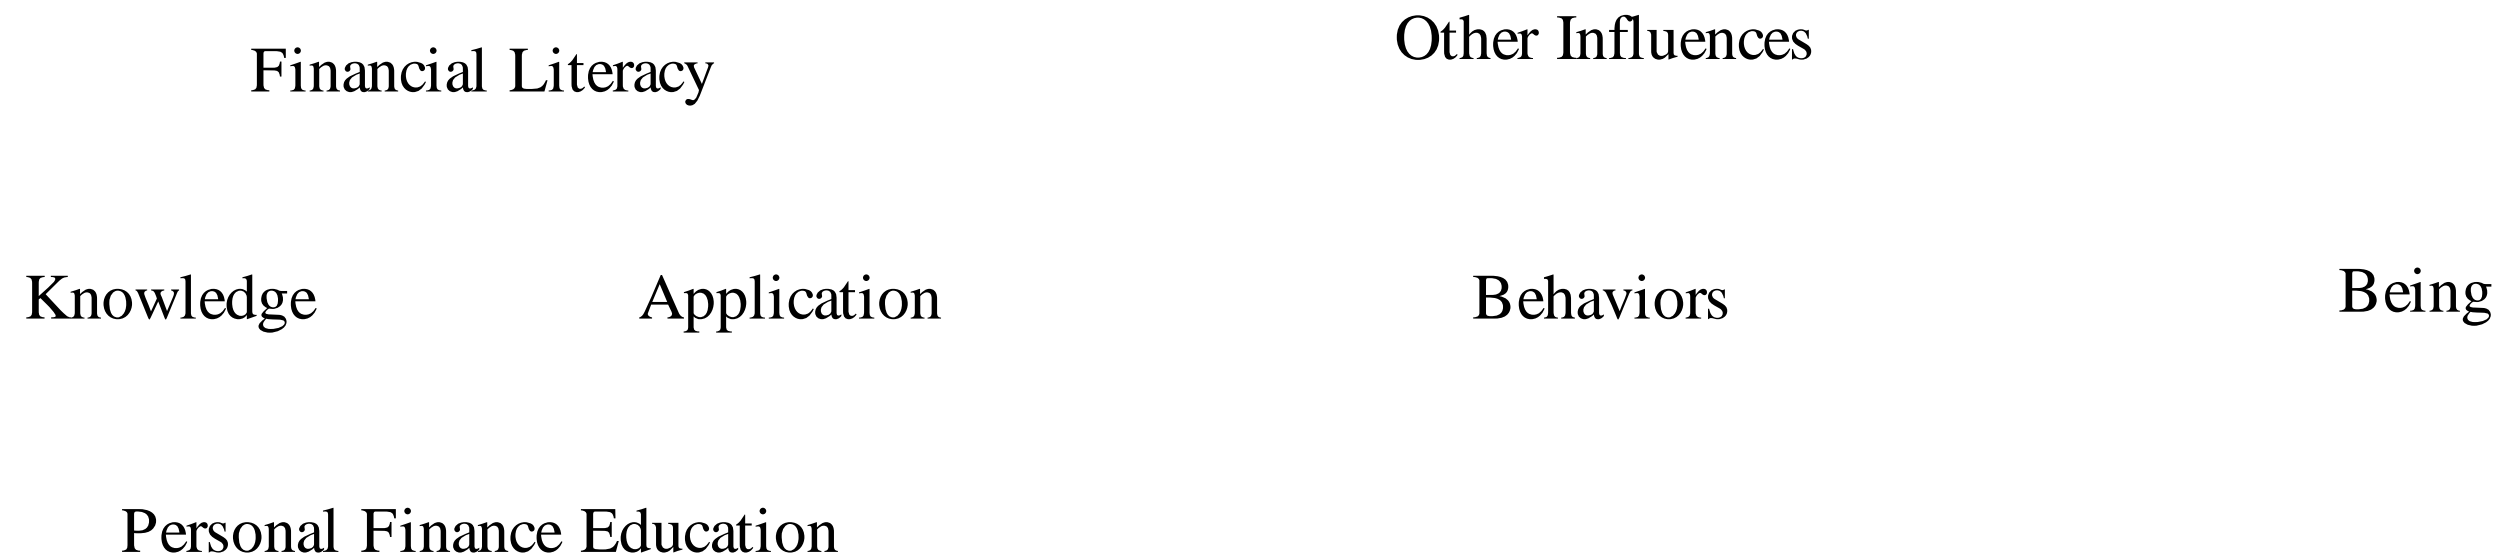 Financial Literacy
Other Influences
Knowledge
Application
Behaviors
Being
Personal Finance Education